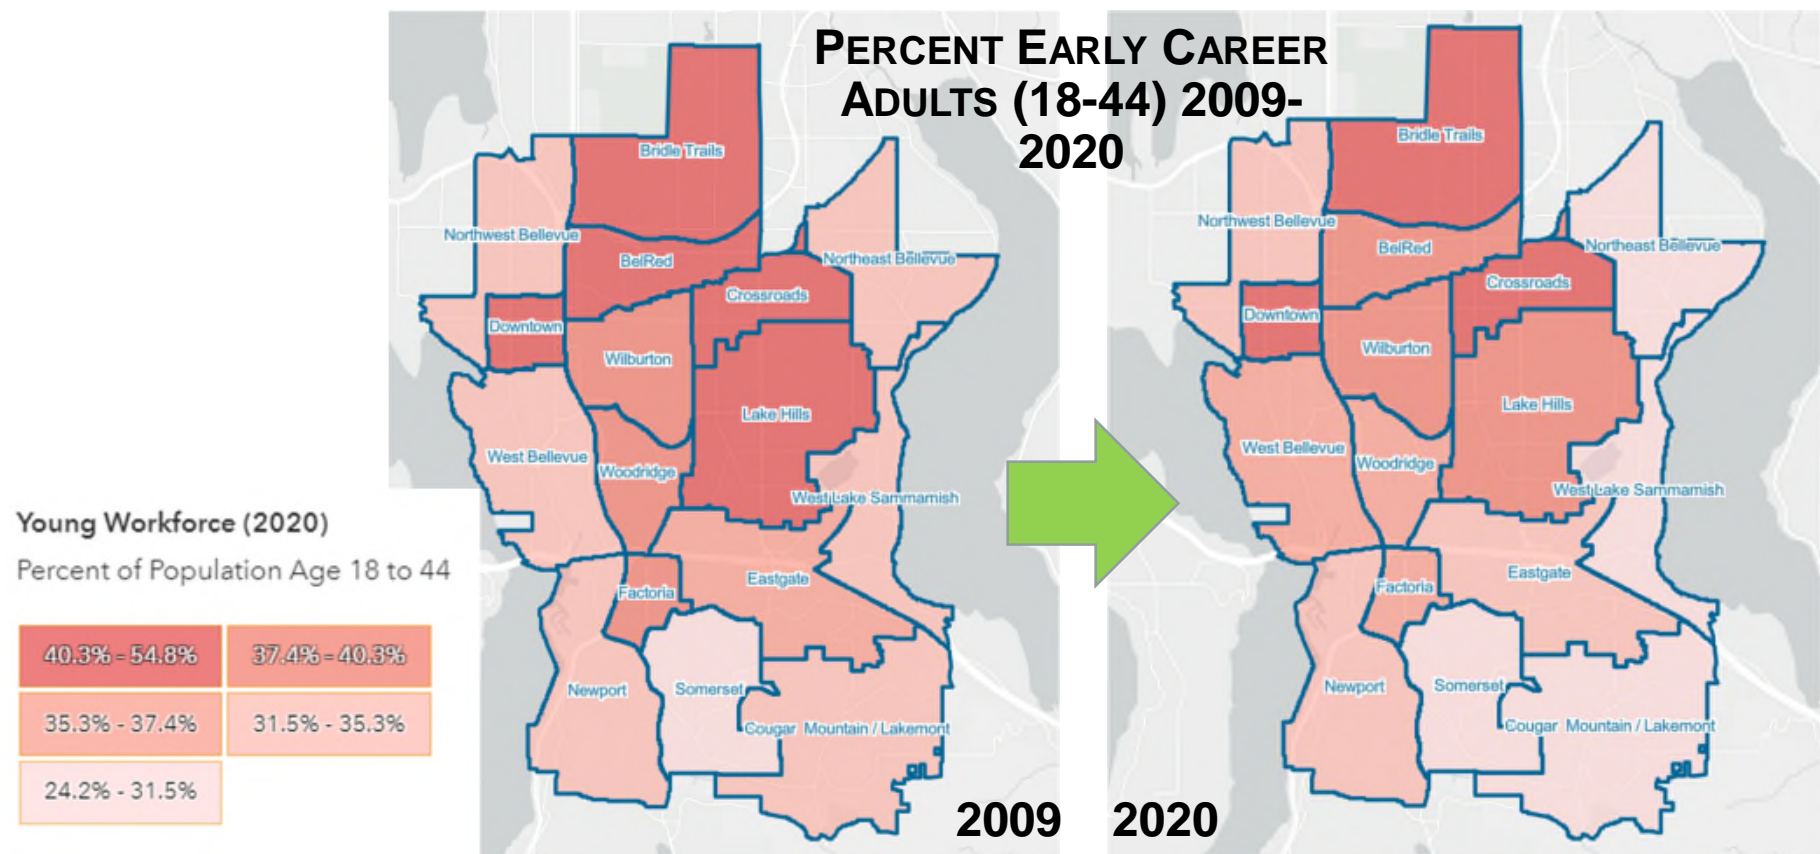 PERCENT EARLY CAREER
ADULTS (18-44) 2009-
2020
Bridle Trails
Northwest Bellevue
BelRed
Northeast Bellevue
Crossroads
Downtown
Wilburton
Lake Hills
West Bellevue
Woodridge
West Lake Sammamish
Eastgate
Factoria
Newport
Somerset
Cougar Mountain / Lakemont
2009
Bridle Trails
Northwest Bellevue
BelRed
Northeast Bellevue
Crossroads
Downtown
Wilburton
Lake Hills
West Bellevue
Woodridge
West Lake Sammamish
Eastgate
Factoria
Newport
Somerset
Cougar Mountain / Lakemont
2020
Young Workforce (2020)
Percent of Population Age 18 to 44
40.3% - 54.8%
37.4% - 40.3%
35.3% - 37.4%
31.5% - 35.3%
24.2% - 31.5%